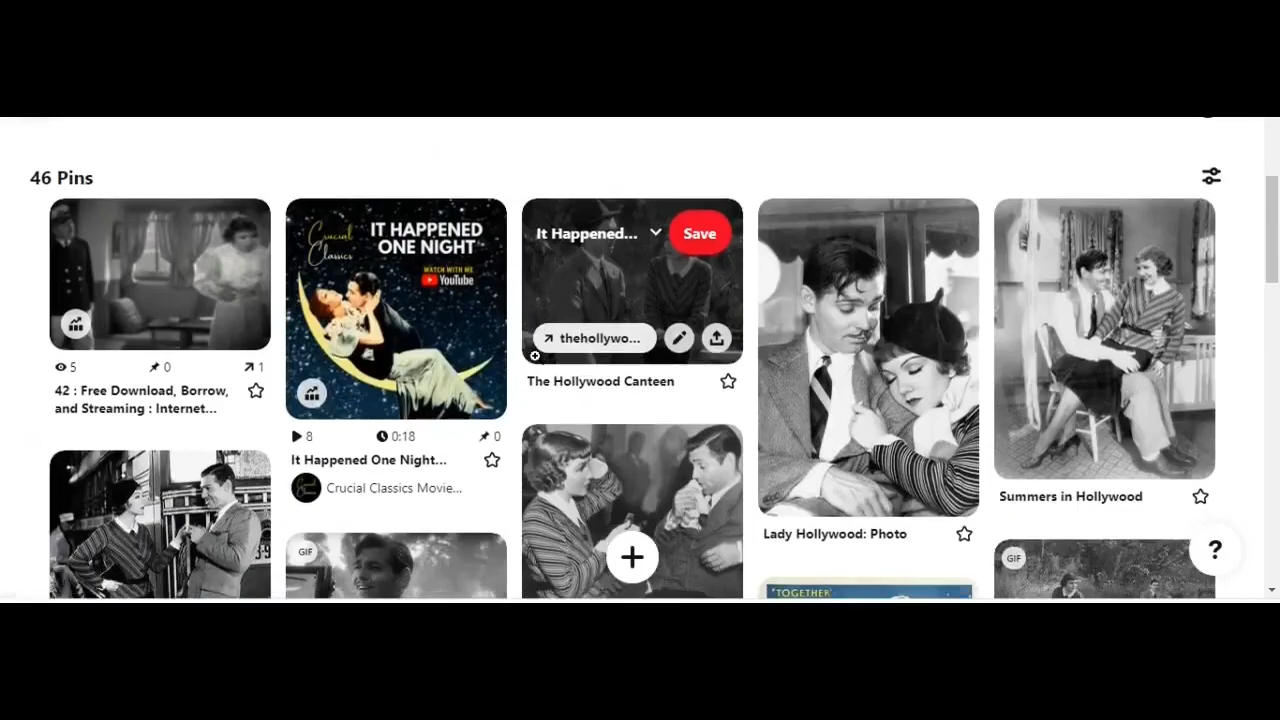 46 Pins
Crucial
Classics
IT HAPPENED
ONE NIGHT
WATCH WITH ME
YouTube
It Happened...
Save
thehollywo...
The Hollywood Canteen
5
0
1
42 : Free Download, Borrow,
and Streaming : Internet...
8
0:18
0
It Happened One Night...
Crucial Classics Movie...
Lady Hollywood: Photo
Summers in Hollywood
GIF
GIF
?
"TOGETHER